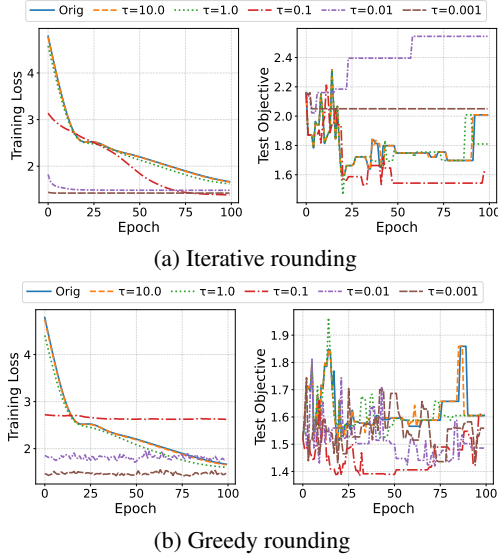 Orig τ=10.0 τ=1.0 τ=0.1 τ=0.01 τ=0.001
Training Loss
4
3
2
0 25 50 75 100
Epoch
Test Objective
2.4
2.2
2.0
1.8
1.6
0 25 50 75 100
Epoch
(a) Iterative rounding
Orig τ=10.0 τ=1.0 τ=0.1 τ=0.01 τ=0.001
Training Loss
4
3
2
0 25 50 75 100
Epoch
Test Objective
1.9
1.8
1.7
1.6
1.5
1.4
0 25 50 75 100
Epoch
(b) Greedy rounding